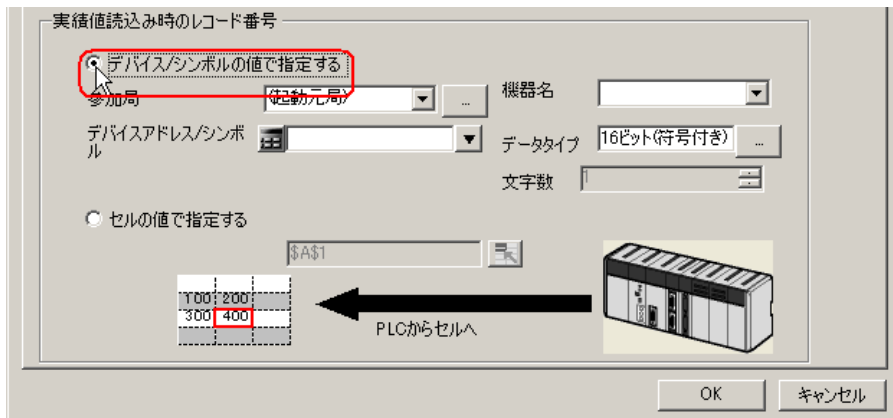 実績値読込み時のレコード番号
デバイス/シンボルの値で指定する
参加局 (起動元局) ... 機器名
デバイスアドレス/シンボ
ル
データタイプ 16ビット(符号付き) ...
文字数 1
セルの値で指定する
$A$1
100 200
300 400
PLCからセルへ
OK キャンセル